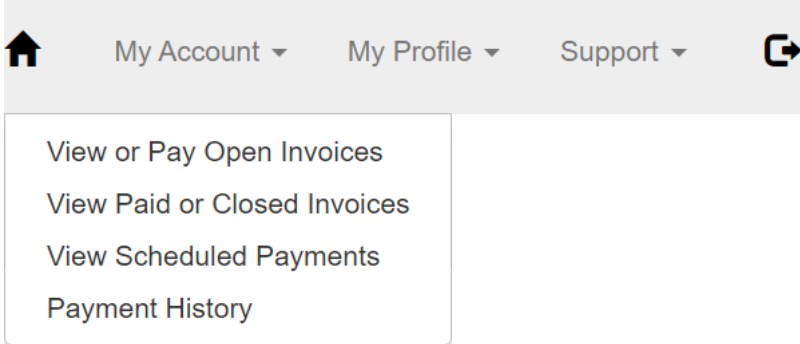 My Account My Profile Support
View or Pay Open Invoices
View Paid or Closed Invoices
View Scheduled Payments
Payment History